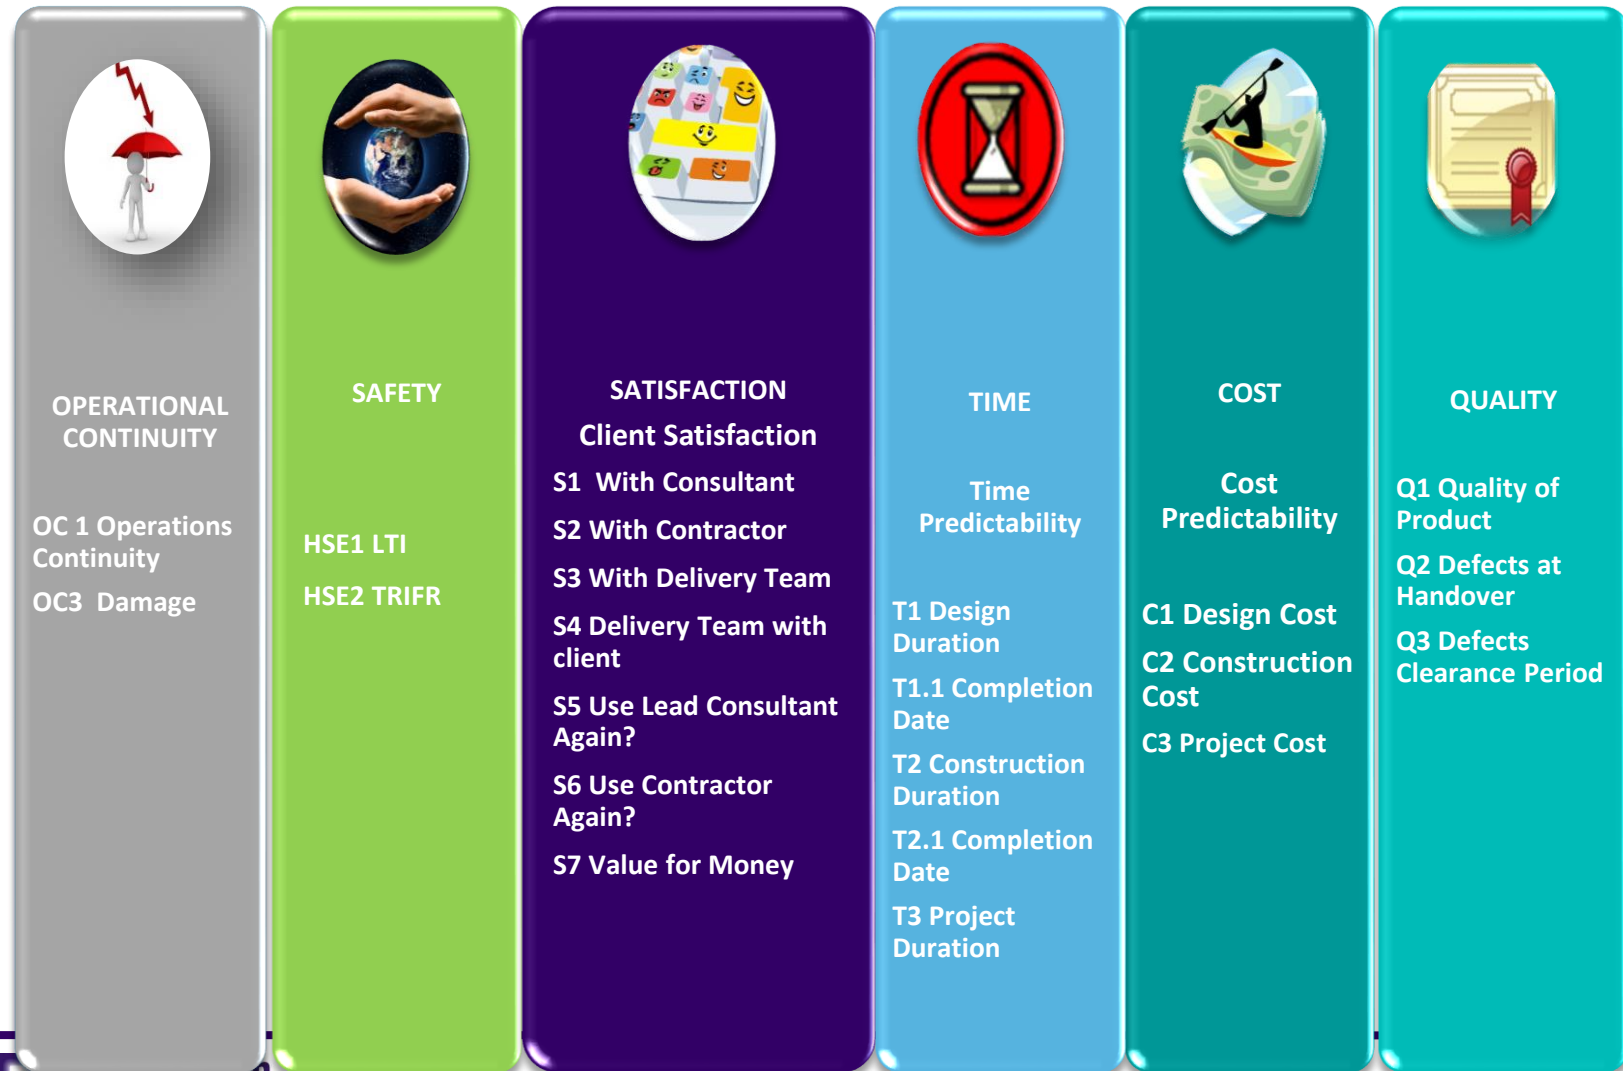 OPERATIONAL
CONTINUITY
OC 1 Operations
Continuity
OC3 Damage
SAFETY
HSE1 LTI
HSE2 TRIFR
SATISFACTION
Client Satisfaction
S1 With Consultant
S2 With Contractor
S3 With Delivery Team
S4 Delivery Team with
client
S5 Use Lead Consultant
Again?
S6 Use Contractor
Again?
S7 Value for Money
TIME
Time
Predictability
T1 Design
Duration
T1.1 Completion
Date
T2 Construction
Duration
T2.1 Completion
Date
T3 Project
Duration
COST
Cost
Predictability
C1 Design Cost
C2 Construction
Cost
C3 Project Cost
QUALITY
Q1 Quality of
Product
Q2 Defects at
Handover
Q3 Defects
Clearance Period